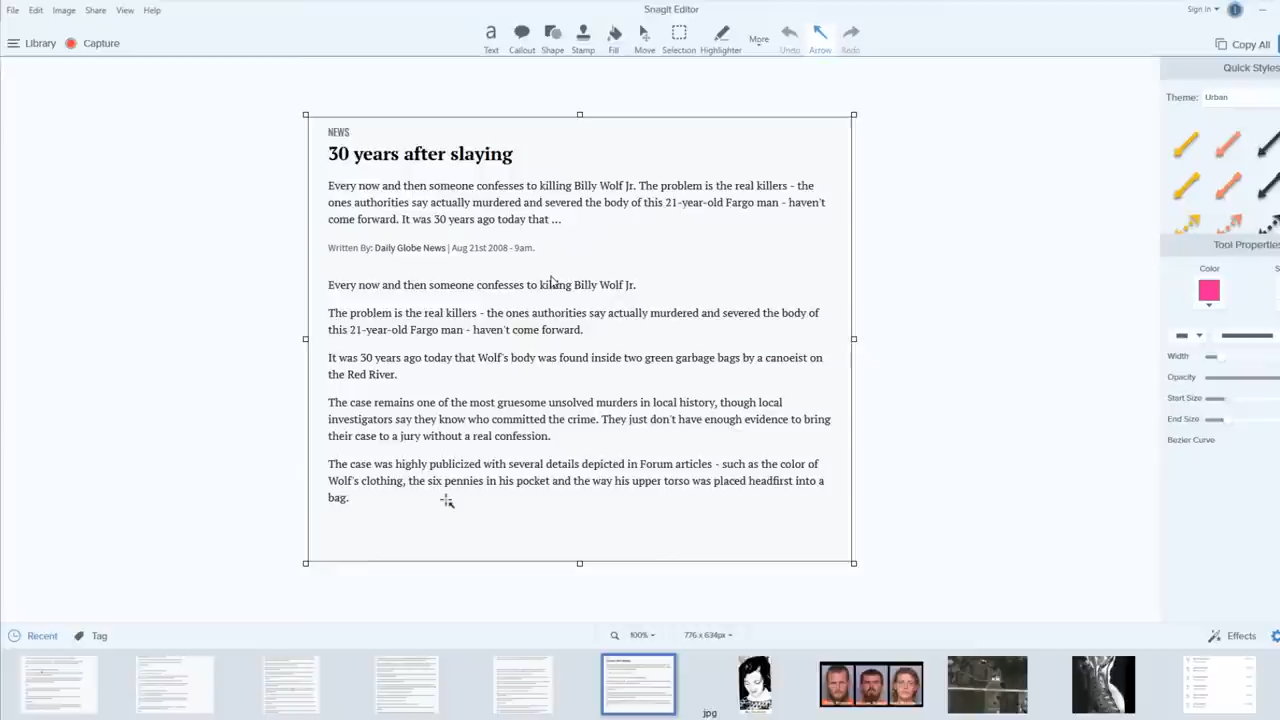 File Edit Image Share View Help
Snagit Editor
Sign In
Library Capture
Text Callout Shape Stamp Fill Move Selection Highlighter More Undo Arrow Redo
Copy All
Quick Styles
Theme: Urban
NEWS
30 years after slaying
Every now and then someone confesses to killing Billy Wolf Jr. The problem is the real killers - the
ones authorities say actually murdered and severed the body of this 21-year-old Fargo man - haven't
come forward. It was 30 years ago today that ...
Written By: Daily Globe News | Aug 21st 2008 - 9am.
Every now and then someone confesses to killing Billy Wolf Jr.
The problem is the real killers - the ones authorities say actually murdered and severed the body of
this 21-year-old Fargo man - haven't come forward.
It was 30 years ago today that Wolf's body was found inside two green garbage bags by a canoeist on
the Red River.
The case remains one of the most gruesome unsolved murders in local history, though local
investigators say they know who committed the crime. They just don't have enough evidence to bring
their case to a jury without a real confession.
The case was highly publicized with several details depicted in Forum articles - such as the color of
Wolf's clothing, the six pennies in his pocket and the way his upper torso was placed headfirst into a
bag.
Tool Properties
Color S
Width
Opacity
Start Size
End Size
Bezier Curve
Recent Tag
100% 776 x 634px
Effects
jpg